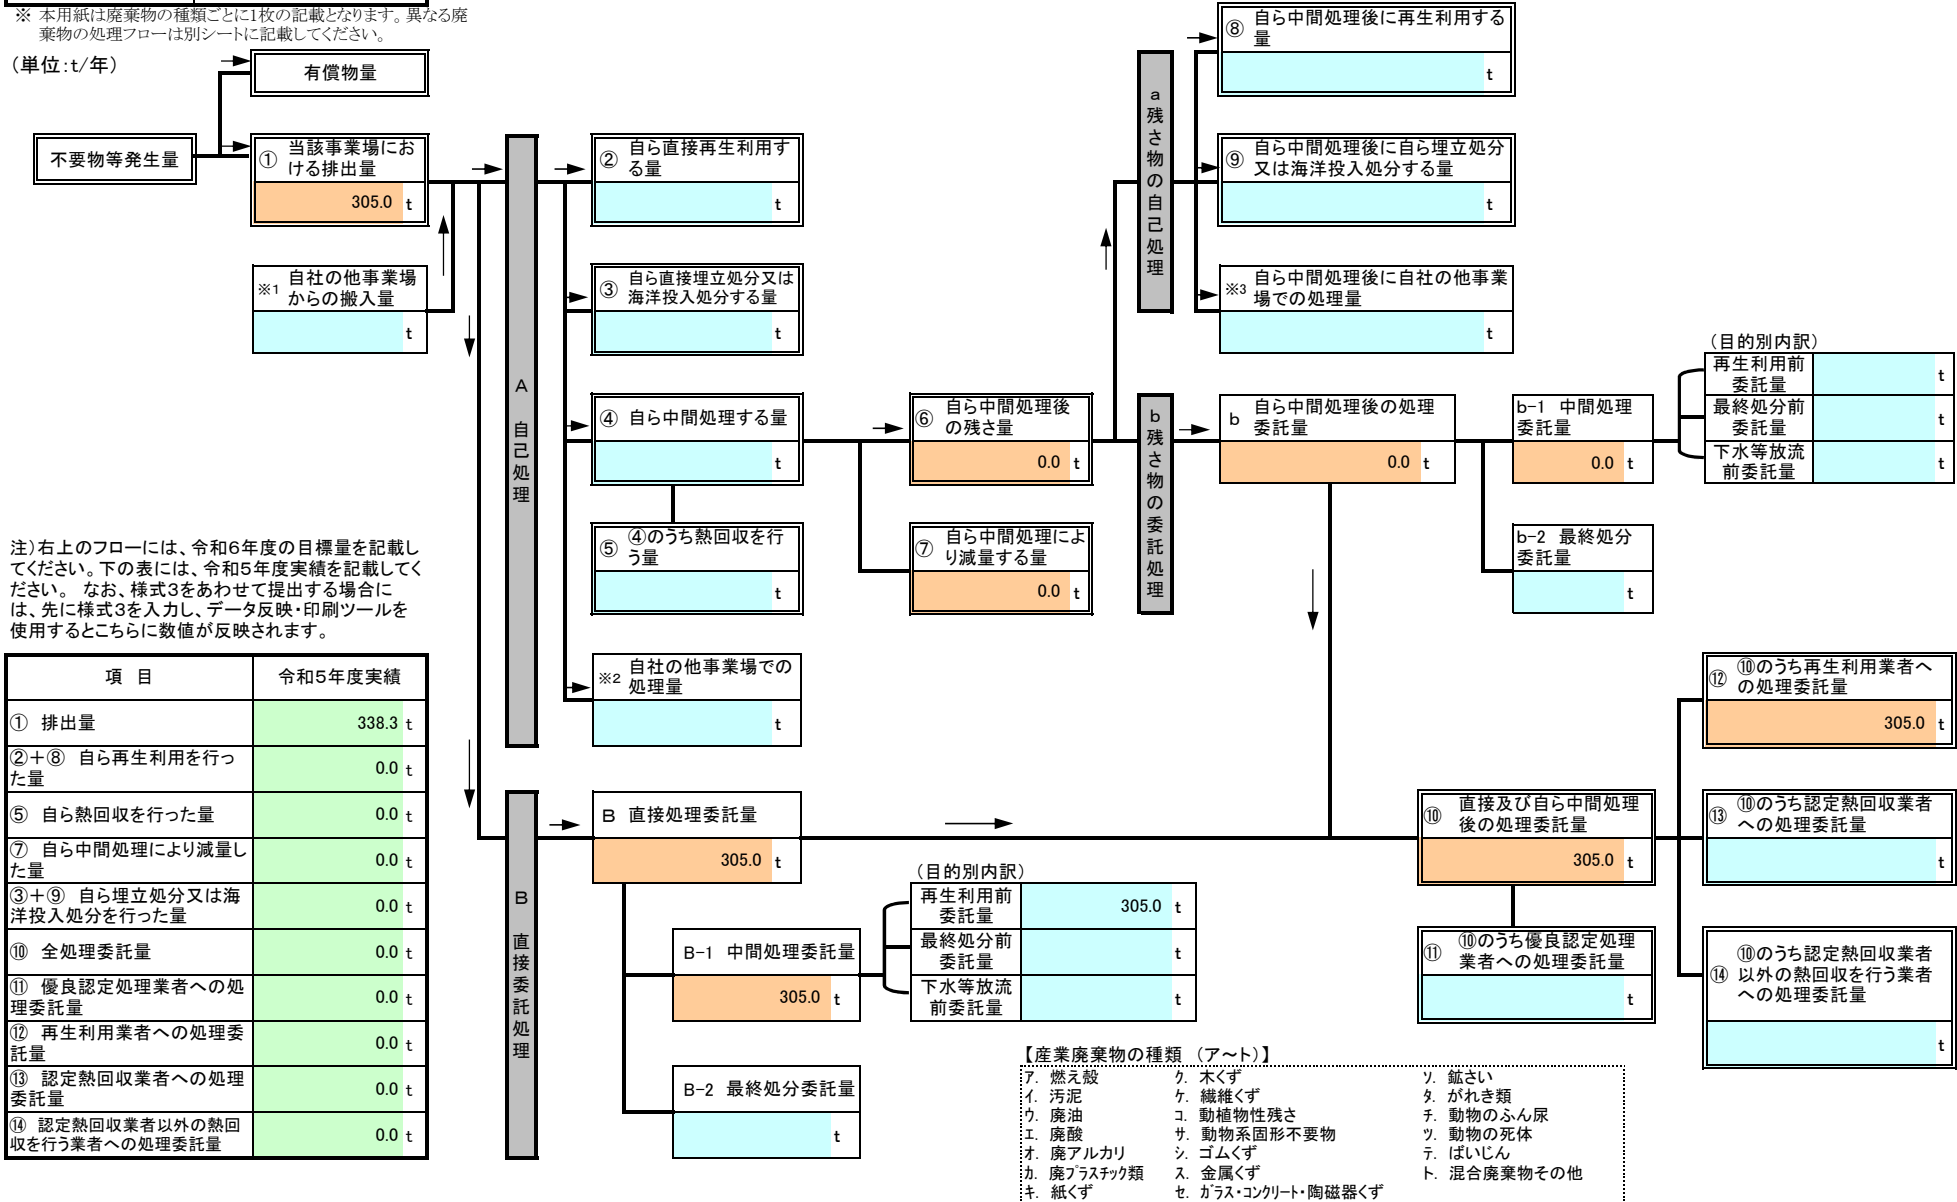 ※ 本用紙は廃棄物の種類ごとに1枚の記載となります。異なる廃
棄物の処理フローは別シートに記載してください。
(単位:t/年)
有償物量
不要物等発生量
① 当該事業場にお
ける排出量
305.0 t
※1 自社の他事業場
からの搬入量
t
A 自己処理
② 自ら直接再生利用す
る量
t
③ 自ら直接埋立処分又は
海洋投入処分する量
t
④ 自ら中間処理する量
t
⑤ ④のうち熱回収を行
う量
t
※2 自社の他事業場での
処理量
t
⑥ 自ら中間処理後
の残さ量
0.0 t
⑦ 自ら中間処理によ
り減量する量
0.0 t
a 残さ物の自己処理
⑧ 自ら中間処理後に再生利用する
量
t
⑨ 自ら中間処理後に自ら埋立処分
又は海洋投入処分する量
t
※3 自ら中間処理後に自社の他事業
場での処理量
t
b 残さ物の委託処理
b 自ら中間処理後の処理
委託量
0.0 t
b-1 中間処理
委託量
0.0 t
b-2 最終処分
委託量
t
(目的別内訳)
再生利用前
委託量
t
最終処分前
委託量
t
下水等放流
前委託量
t
注)右上のフローには、令和6年度の目標量を記載し
てください。下の表には、令和5年度実績を記載してく
ださい。 なお、様式3をあわせて提出する場合に
は、先に様式3を入力し、データ反映・印刷ツールを
使用するとこちらに数値が反映されます。
項 目 令和5年度実績
① 排出量 338.3 t
②+⑧ 自ら再生利用を行っ
た量
0.0 t
⑤ 自ら熱回収を行った量 0.0 t
⑦ 自ら中間処理により減量し
た量
0.0 t
③+⑨ 自ら埋立処分又は海
洋投入処分を行った量
0.0 t
⑩ 全処理委託量 0.0 t
⑪ 優良認定処理業者への処
理委託量
0.0 t
⑫ 再生利用業者への処理委
託量
0.0 t
⑬ 認定熱回収業者への処理
委託量
0.0 t
⑭ 認定熱回収業者以外の熱回
収を行う業者への処理委託量
0.0 t
B 直接委託処理
B 直接処理委託量
305.0 t
B-1 中間処理委託量
305.0 t
B-2 最終処分委託量
t
(目的別内訳)
再生利用前
委託量
305.0 t
最終処分前
委託量
t
下水等放流
前委託量
t
⑩ 直接及び自ら中間処理
後の処理委託量
305.0 t
⑪ ⑩のうち優良認定処理
業者への処理委託量
t
⑫ ⑩のうち再生利用業者へ
の処理委託量
305.0 t
⑬ ⑩のうち認定熱回収業者
への処理委託量
t
⑭ ⑩のうち認定熱回収業者
以外の熱回収を行う業者
への処理委託量
t
【産業廃棄物の種類 (ア~ト)】
ア. 燃え殻 ク. 木くず ソ. 鉱さい
イ. 汚泥 ケ. 繊維くず タ. がれき類
ウ. 廃油 コ. 動植物性残さ チ. 動物のふん尿
エ. 廃酸 サ. 動物系固形不要物 ツ. 動物の死体
オ. 廃アルカリ シ. ゴムくず テ. ばいじん
カ. 廃プラスチック類 ス. 金属くず ト. 混合廃棄物その他
キ. 紙くず セ. ガラス・コンクリート・陶磁器くず